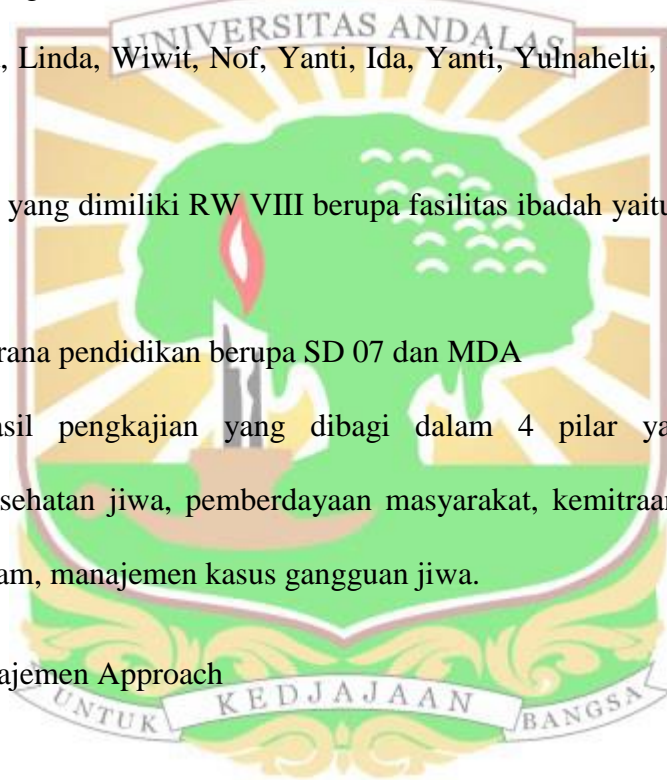 UNIVERSITAS ANDALAS
, Linda, Wiwit, Nof, Yanti, Ida, Yanti, Yulnahelti,
yang dimiliki RW VIII berupa fasilitas ibadah yaitu
rana pendidikan berupa SD 07 dan MDA
asil pengkajian yang dibagi dalam 4 pilar ya
sehatan jiwa, pemberdayaan masyarakat, kemitraan
am, manajemen kasus gangguan jiwa.
ajemen Approach
UNTUK KEDJAJAAN BANGSA